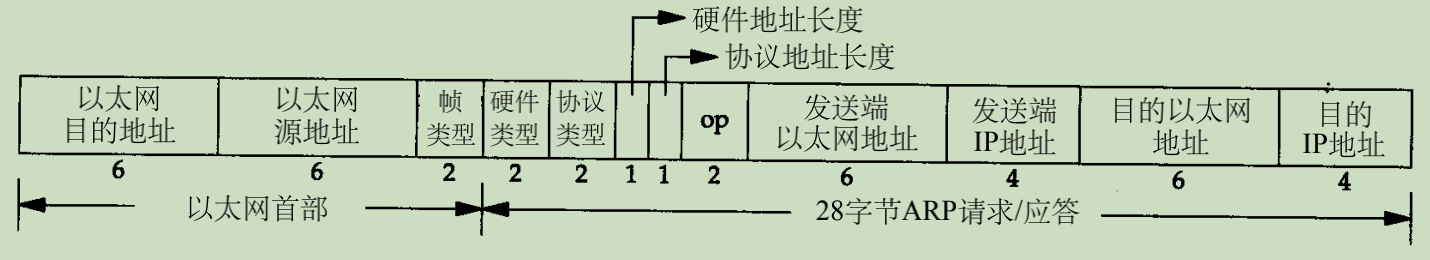 硬件地址长度
协议地址长度
以太网
目的地址
以太网
源地址
帧
类型
硬件
类型
协议
类型
op
发送端
以太网地址
发送端
IP地址
目的以太网
地址
目的
IP地址
6
6
2
2
2
1
1
2
6
4
6
4
以太网首部
28字节ARP请求/应答